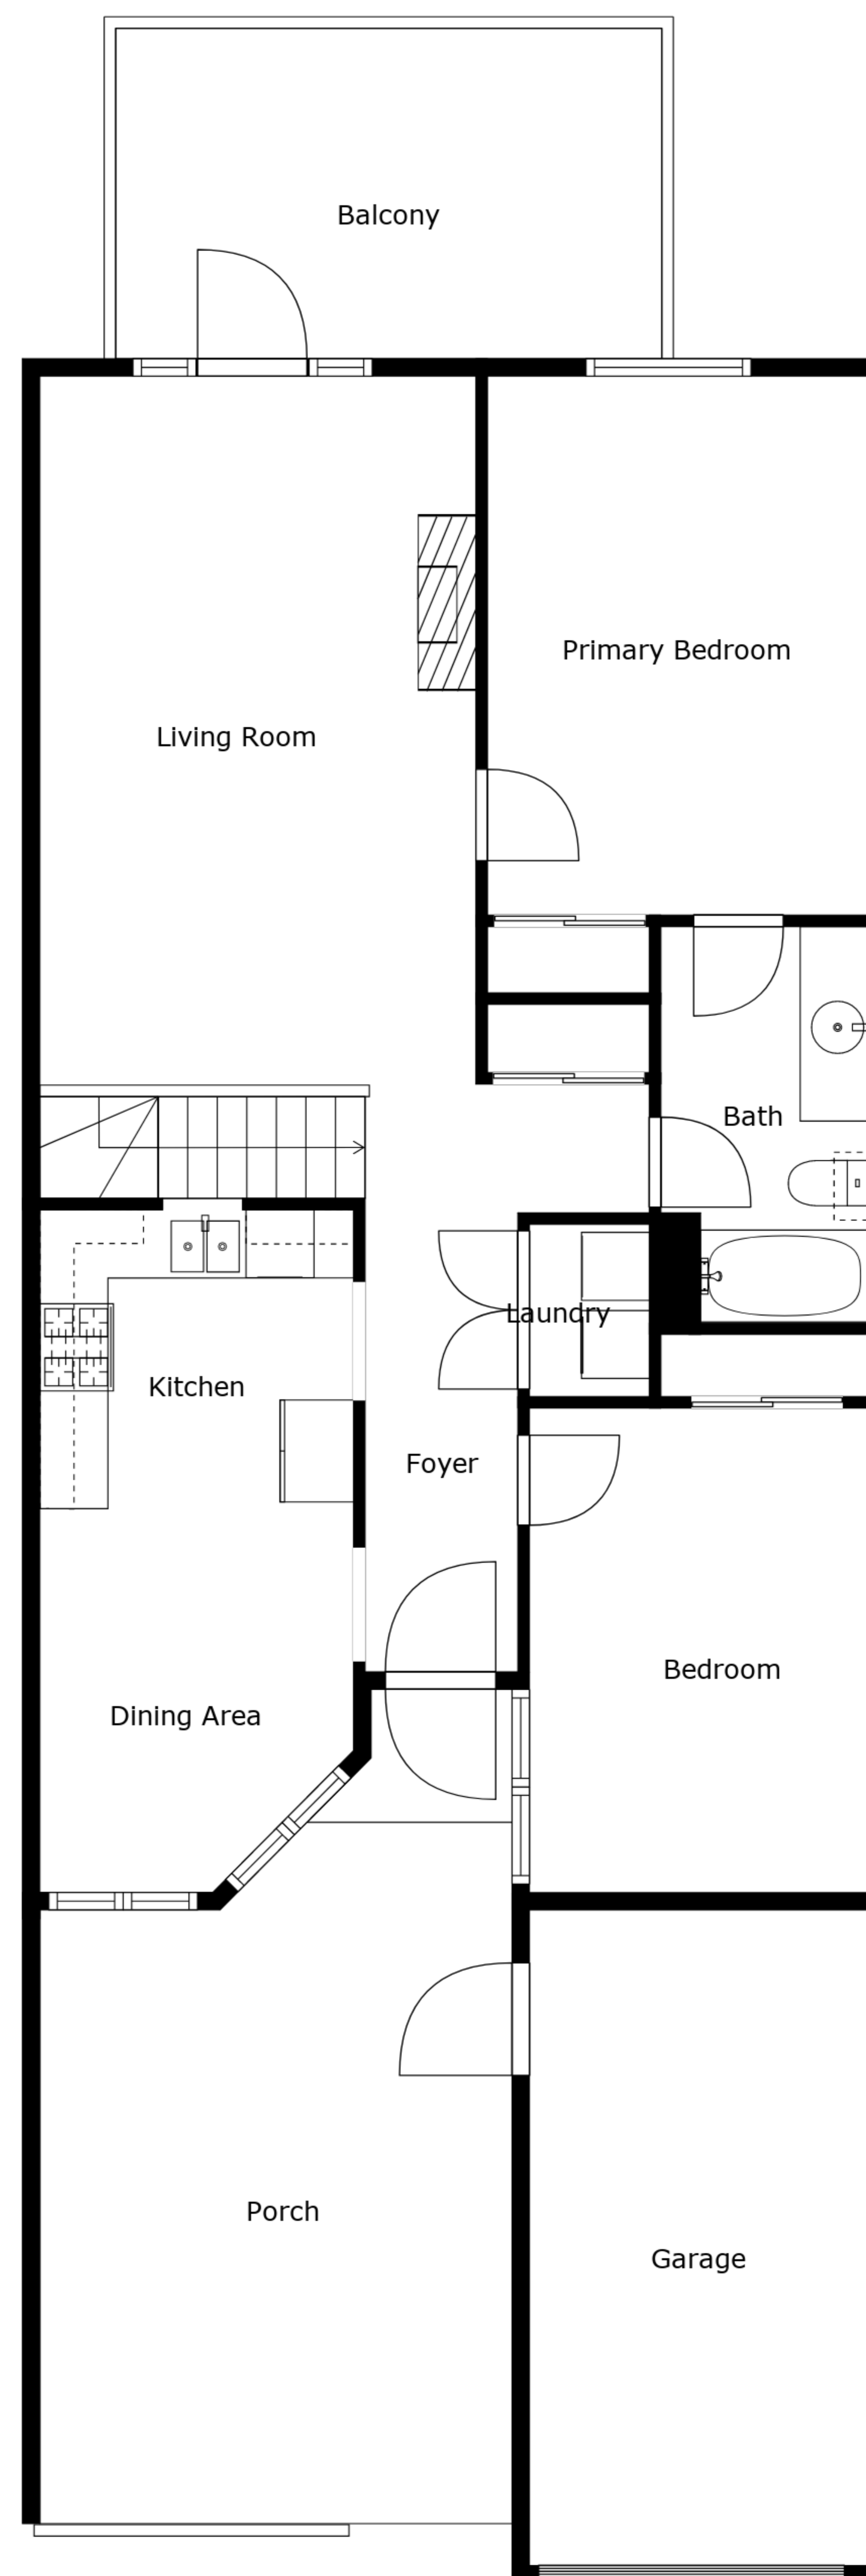 Balcony
Primary Bedroom
Living Room
Bath
Laundry
Kitchen
Foyer
Bedroom
Dining Area
Porch
Garage